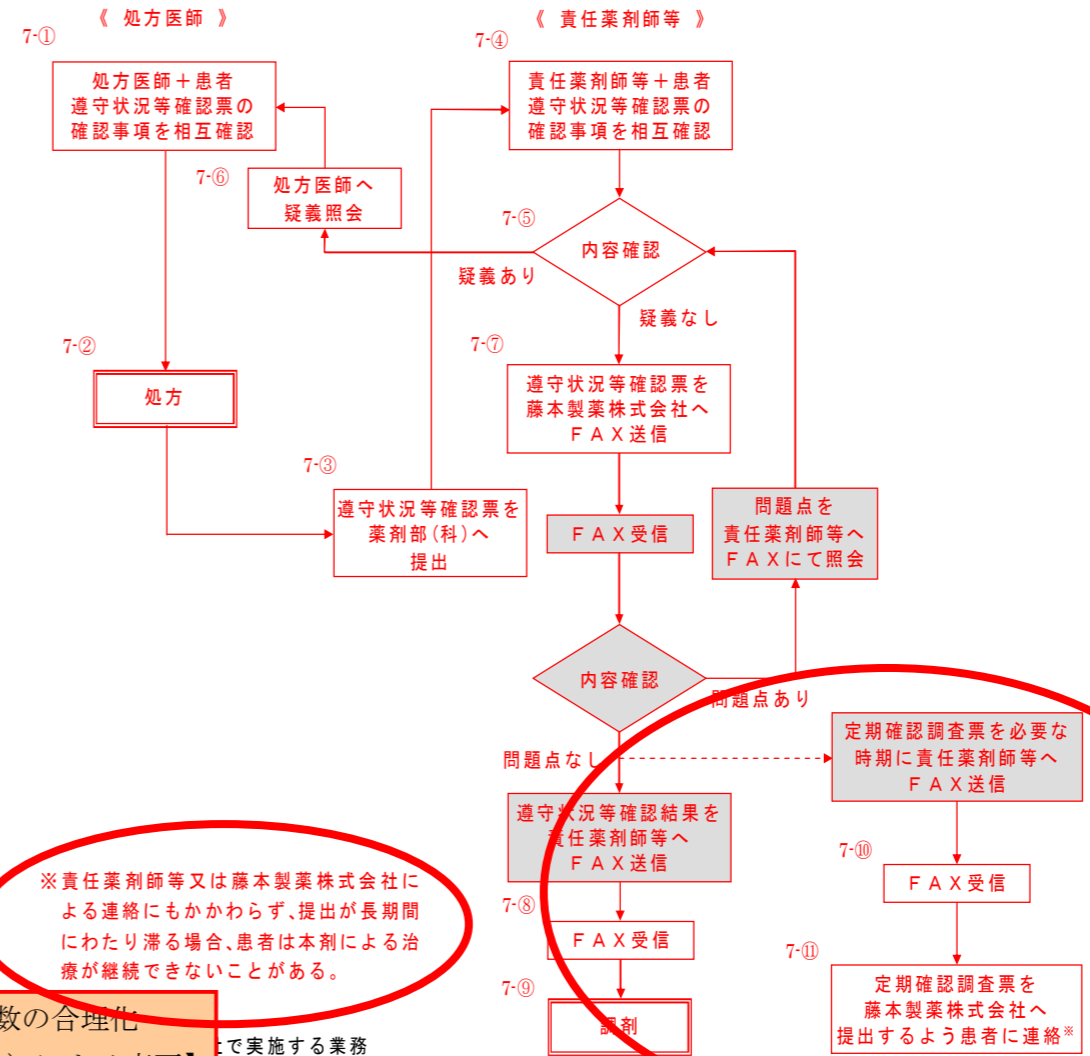 《 処方医師 》
《 責任薬剤師等 》
7-①
処方医師＋患者
遵守状況等確認票の
確認事項を相互確認
7-④
責任薬剤師等＋患者
遵守状況等確認票の
確認事項を相互確認
7-⑥
処方医師へ
疑義照会
7-⑤
内容確認
疑義あり
疑義なし
7-②
処方
7-⑦
遵守状況等確認票を
藤本製薬株式会社へ
ＦＡＸ送信
7-③
遵守状況等確認票を
薬剤部(科)へ
提出
ＦＡＸ受信
問題点を
責任薬剤師等へ
ＦＡＸにて照会
内容確認
問題点あり
問題点なし
定期確認調査票を必要な
時期に責任薬剤師等へ
ＦＡＸ送信
遵守状況等確認結果を
責任薬剤師等へ
ＦＡＸ送信
7-⑩
ＦＡＸ受信
7-⑧
ＦＡＸ受信
7-⑪
定期確認調査票を
藤本製薬株式会社へ
提出するよう患者に連絡※
7-⑨
調剤
※責任薬剤師等又は藤本製薬株式会社に
よる連絡にもかかわらず、提出が長期間
にわたり滞る場合、患者は本剤による治
療が継続できないことがある。
数の合理化
で実施する業務